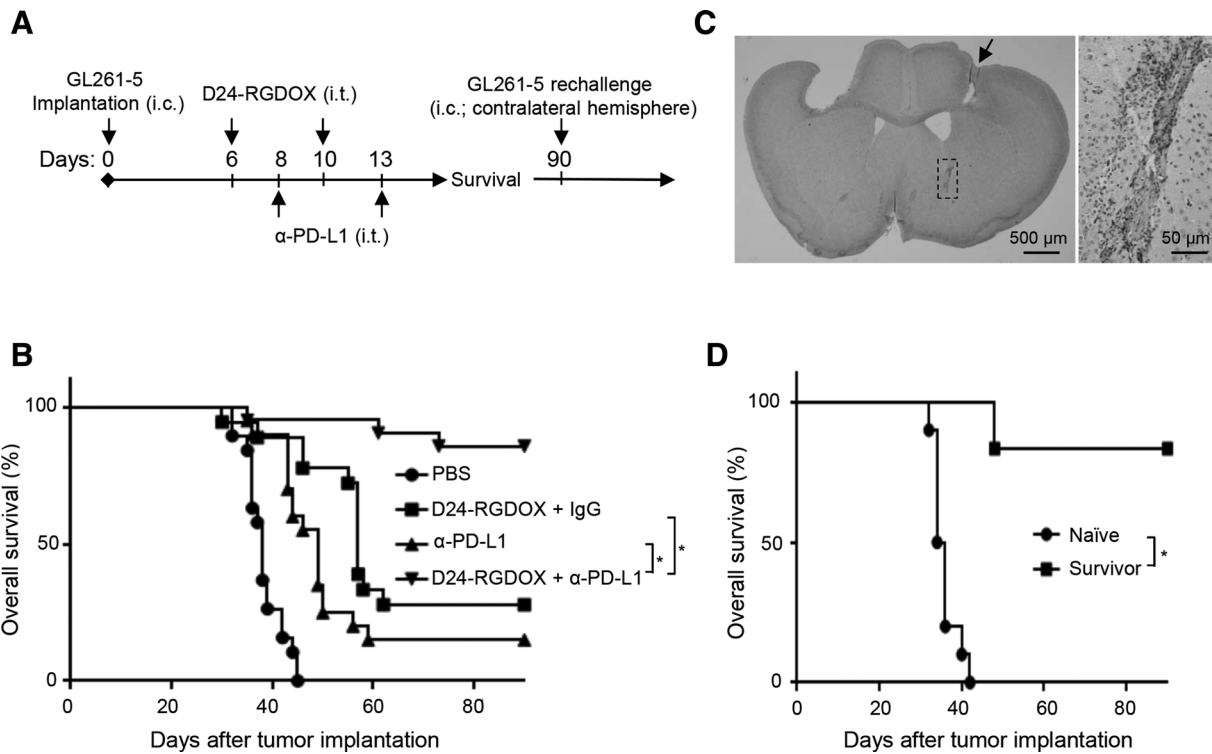 A
GL261-5
Implantation (i.c.)
D24-RGDOX (i.t.)
GL261-5 rechallenge
(i.c.; contralateral hemisphere)
Days: 0 6 8 10 13 90
Survival
α-PD-L1 (i.t.)
C
500 µm
50 µm
B
Overall survival (%)
100
50
0
0 20 40 60 80
Days after tumor implantation
PBS
D24-RGDOX + IgG
α-PD-L1
D24-RGDOX + α-PD-L1
* *
D
Overall survival (%)
100
50
0
0 20 40 60 80
Days after tumor implantation
Naïve
Survivor
*